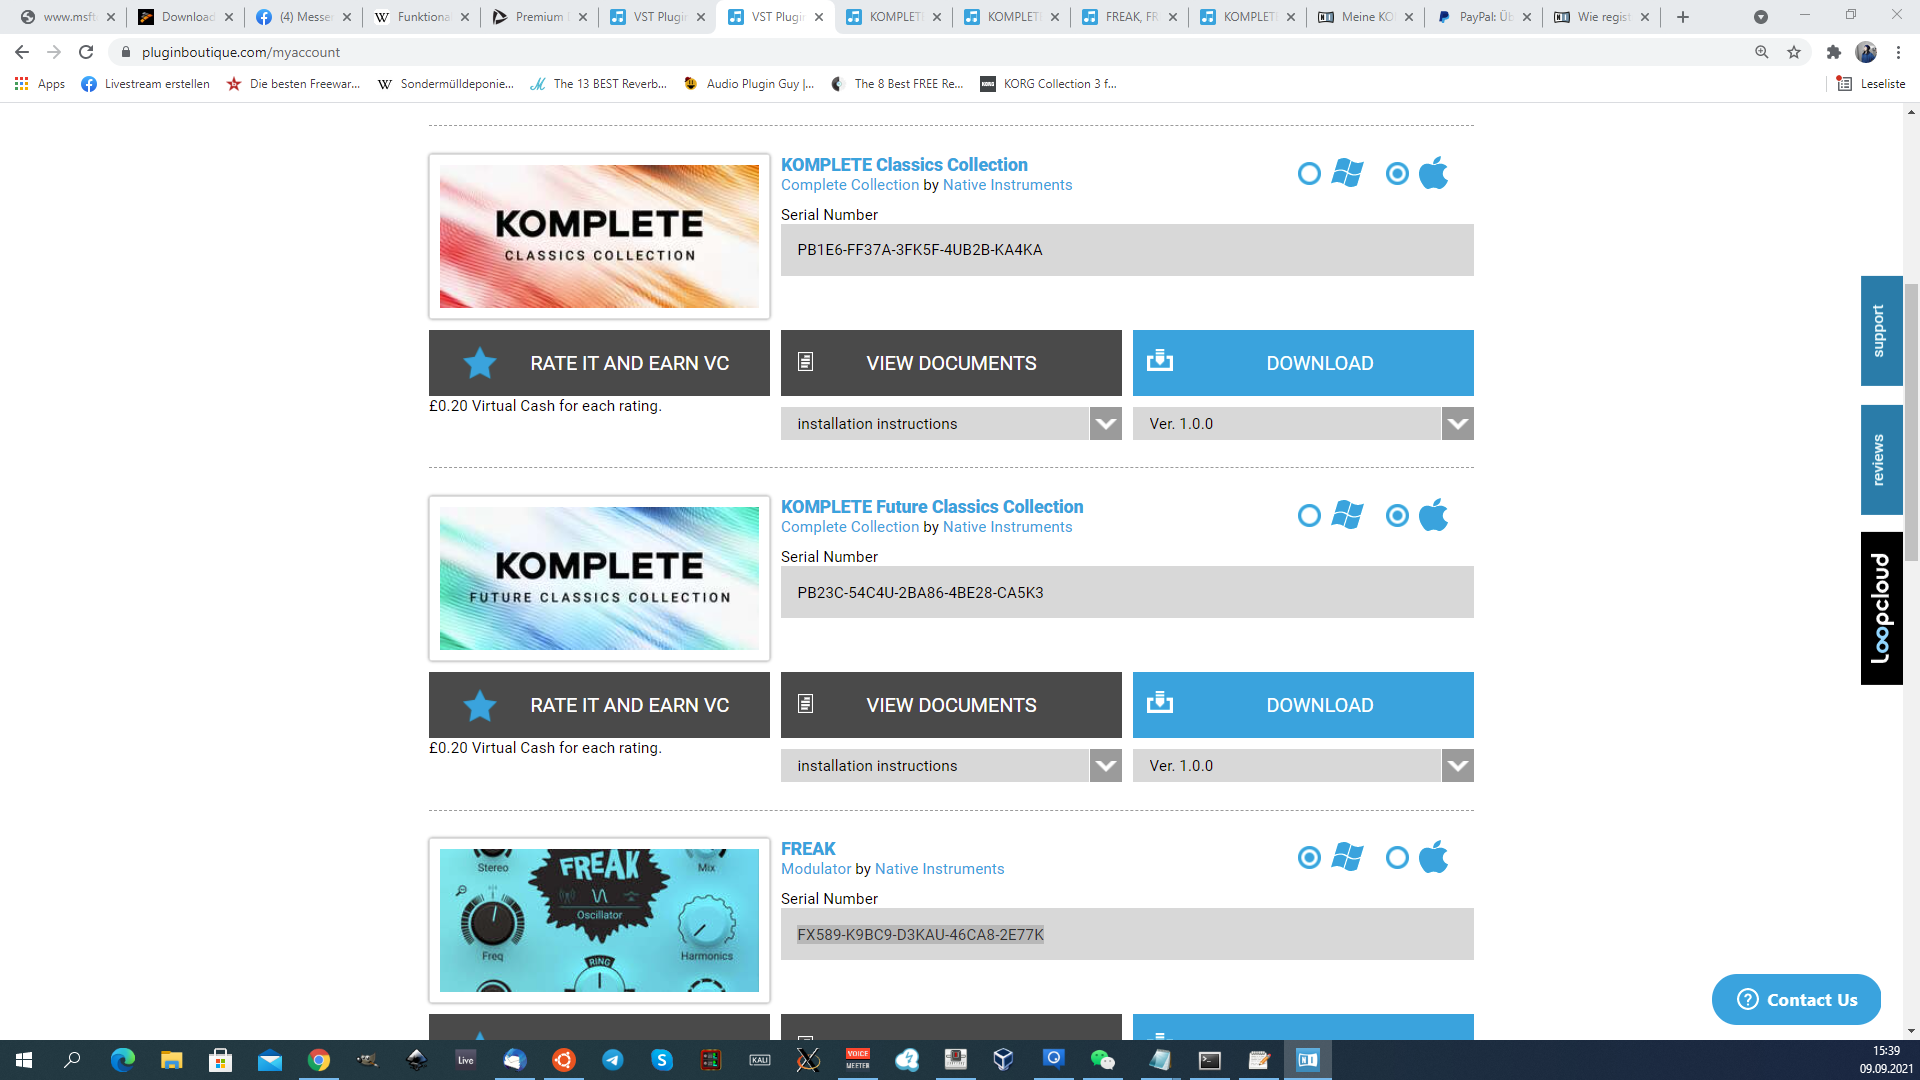 www.msft
Download
(4) Messe
Funktiona
Premium
VST Plugi
VST Plugi
KOMPLET
KOMPLET
FREAK, FR
KOMPLET
Meine KO
PayPal: Üb
Wie regist
pluginboutique.com/myaccount
Apps
Livestream erstellen
Die besten Freewar...
Sondermülldeponie...
The 13 BEST Reverb...
Audio Plugin Guy |...
The 8 Best FREE Re...
KORG Collection 3 f...
Leseliste
KOMPLETE
CLASSICS COLLECTION
KOMPLETE Classics Collection
Complete Collection by Native Instruments
Serial Number
PB1E6-FF37A-3FK5F-4UB2B-KA4KA
RATE IT AND EARN VC
VIEW DOCUMENTS
DOWNLOAD
£0.20 Virtual Cash for each rating.
installation instructions
Ver. 1.0.0
KOMPLETE
FUTURE CLASSICS COLLECTION
KOMPLETE Future Classics Collection
Complete Collection by Native Instruments
Serial Number
PB23C-54C4U-2BA86-4BE28-CA5K3
RATE IT AND EARN VC
VIEW DOCUMENTS
DOWNLOAD
£0.20 Virtual Cash for each rating.
installation instructions
Ver. 1.0.0
Stereo
FREAK
Mix
Oscillator
Freq
Harmonics
RING
FREAK
Modulator by Native Instruments
Serial Number
FX589-K9BC9-D3KAU-46CA8-2E77K
support
reviews
Loopcloud
Contact Us
Live
KALI
VOICE
MEETER
15:39
09.09.2021